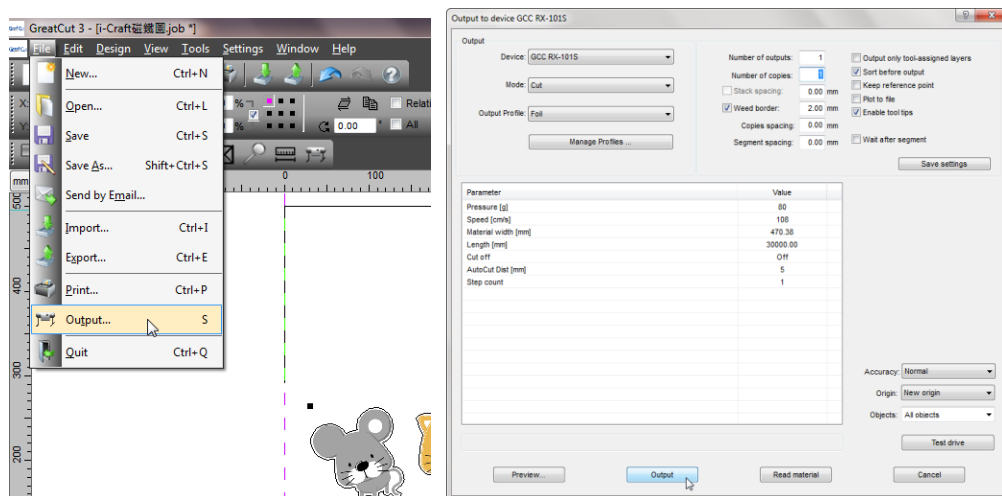 GreatCut 3 - [i-Craft磁鐵圖.job *]
File Edit Design View Tools Settings Window Help
New... Ctrl+N
Open... Ctrl+L
Save Ctrl+S
Save As... Shift+Ctrl+S
Send by Email...
Import... Ctrl+I
Export... Ctrl+E
Print... Ctrl+P
Output... S
Quit Ctrl+Q
X:
Y:
%
%
0.00 °
Relati
All
mm
0 100
500
400
300
200
Output to device GCC RX-101S
Output
Device: GCC RX-101S
Mode: Cut
Output Profile: Foil
Manage Profiles ...
Number of outputs: 1
Number of copies: 1
Stack spacing: 0.00 mm
Weed border: 2.00 mm
Copies spacing: 0.00 mm
Segment spacing: 0.00 mm
Output only tool-assigned layers
Sort before output
Keep reference point
Plot to file
Enable tool tips
Wait after segment
Save settings
Parameter Value
Pressure [g] 80
Speed [cm/s] 108
Material width [mm] 470.38
Length [mm] 30000.00
Cut off Off
AutoCut Dist [mm] 5
Step count 1
Accuracy: Normal
Origin: New origin
Objects: All objects
Test drive
Preview... Output Read material Cancel